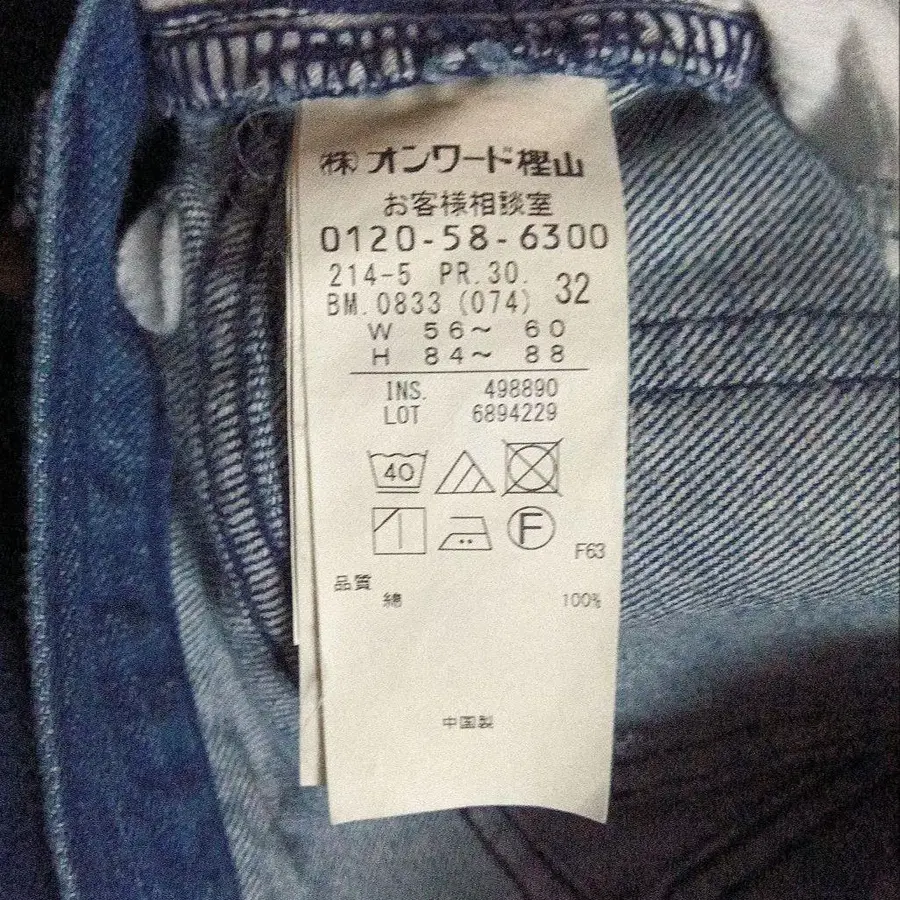 ㈱オンワード樫山
お客様相談室
0120-58-6300
214-5 PR.30.
BM.0833 (074) 32
W 56～ 60
H 84～ 88
INS. 498890
LOT 6894229
40
F
F63
品質
綿 100%
中国製